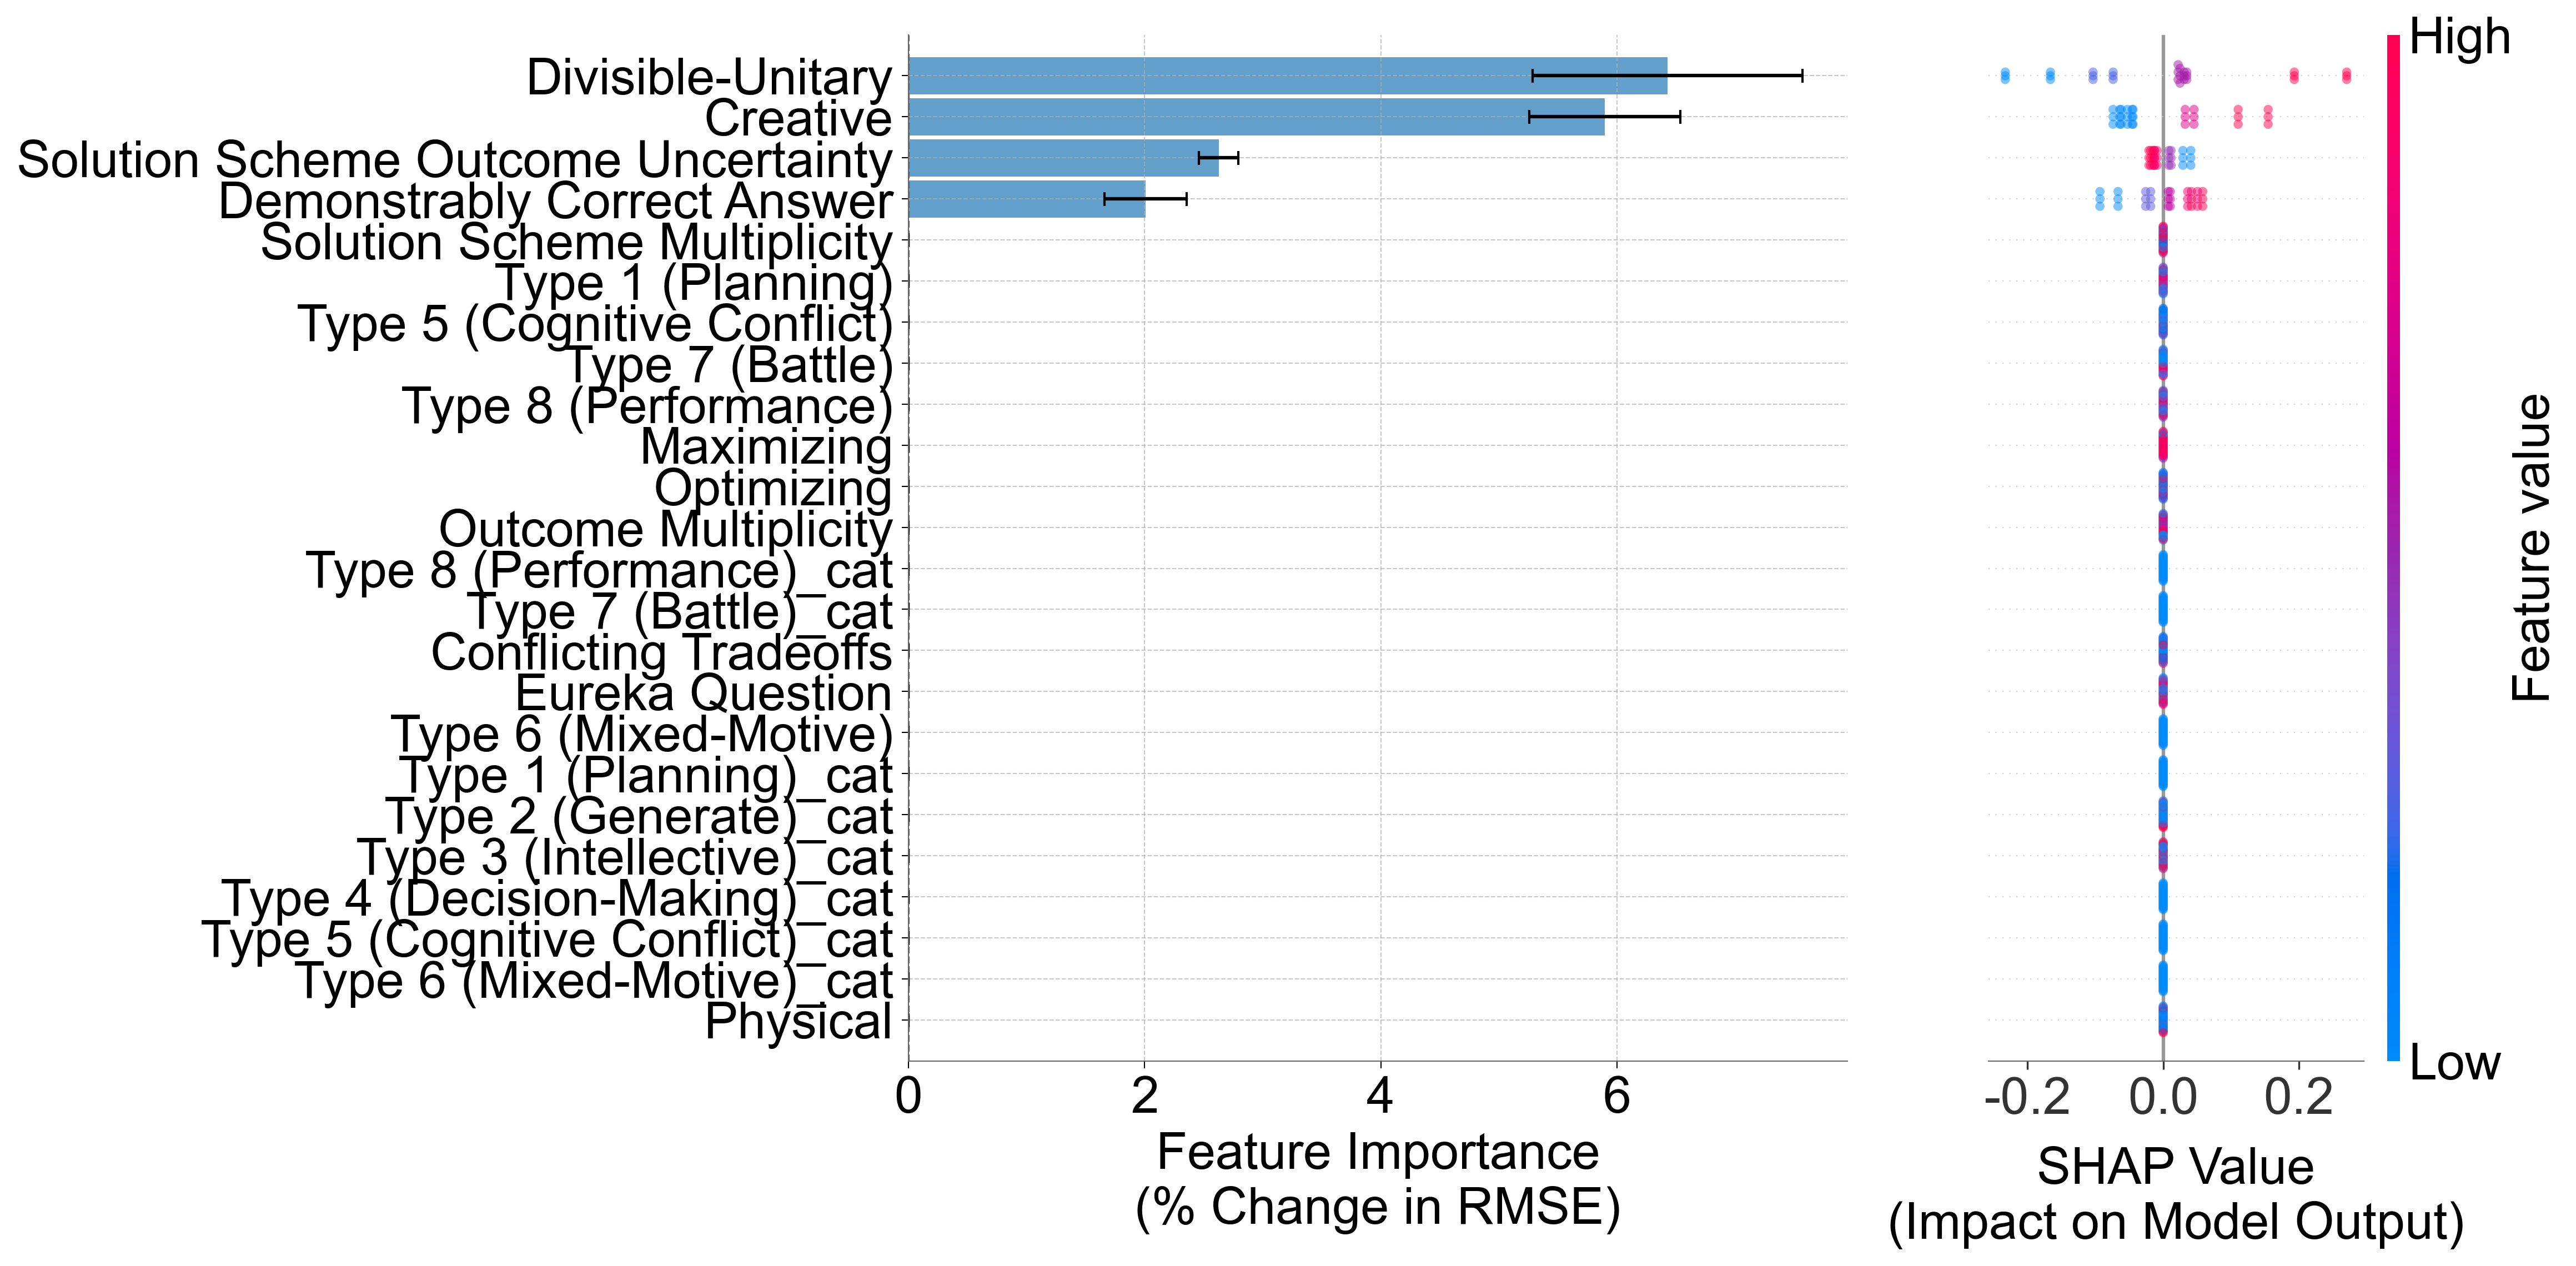 Divisible-Unitary
Creative
Solution Scheme Outcome Uncertainty
Demonstrably Correct Answer
Solution Scheme Multiplicity
Type 1 (Planning)
Type 5 (Cognitive Conflict)
Type 7 (Battle)
Type 8 (Performance)
Maximizing
Optimizing
Outcome Multiplicity
Type 8 (Performance)_cat
Type 7 (Battle)_cat
Conflicting Tradeoffs
Eureka Question
Type 6 (Mixed-Motive)
Type 1 (Planning)_cat
Type 2 (Generate)_cat
Type 3 (Intellective)_cat
Type 4 (Decision-Making)_cat
Type 5 (Cognitive Conflict)_cat
Type 6 (Mixed-Motive)_cat
Physical
0 2 4 6
Feature Importance
(% Change in RMSE)
-0.2 0.0 0.2
SHAP Value
(Impact on Model Output)
High
Feature value
Low